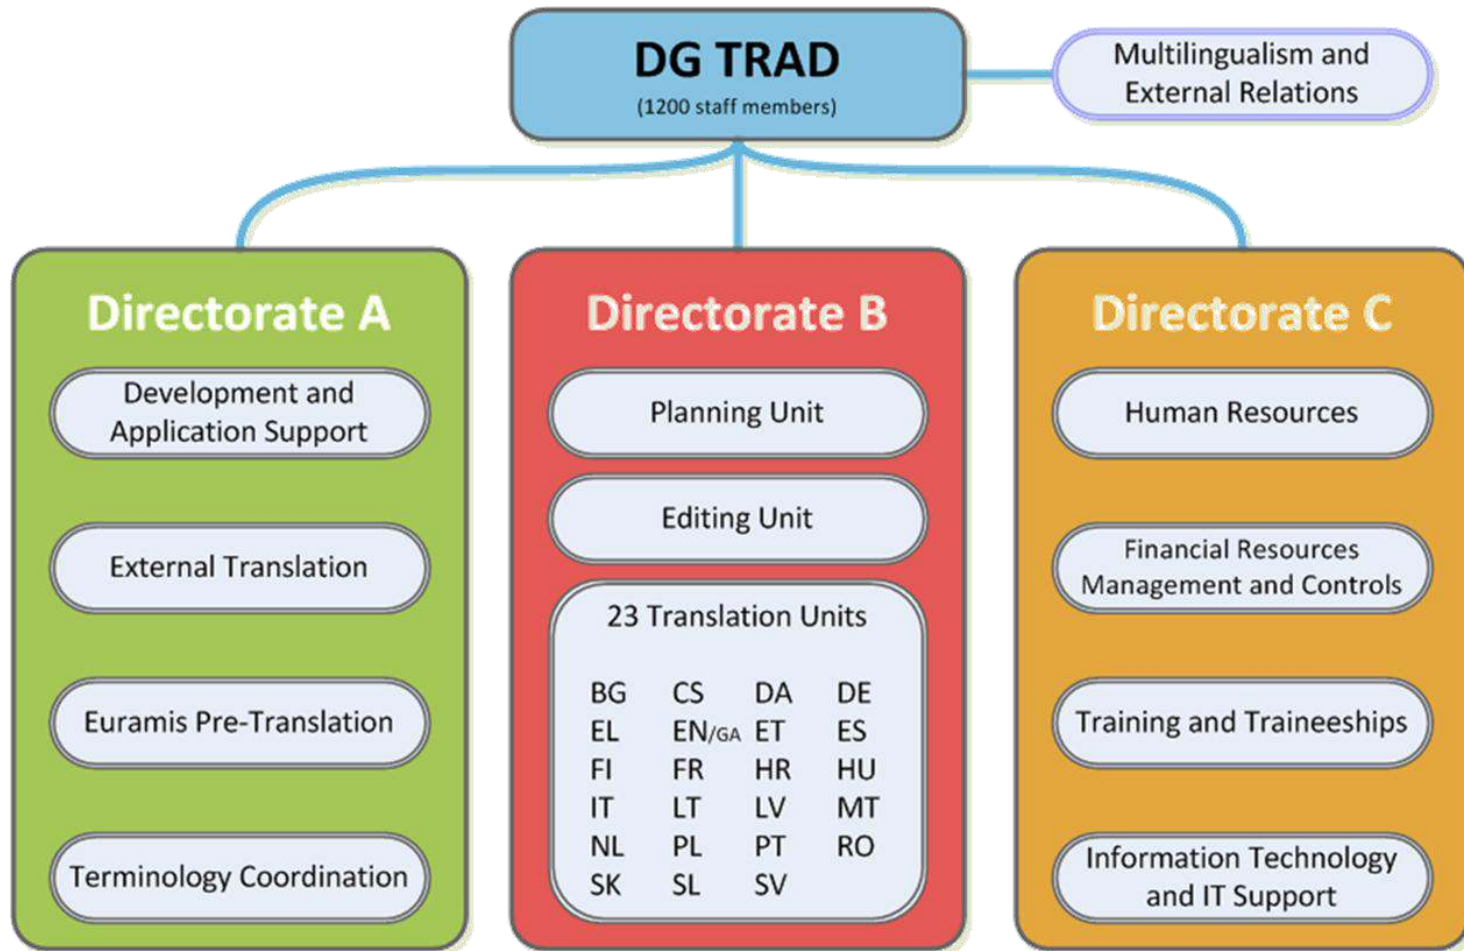 DG TRAD
(1200 staff members)
Multilingualism and
External Relations
Directorate A
Development and
Application Support
External Translation
Euramis Pre-Translation
Terminology Coordination
Directorate B
Planning Unit
Editing Unit
23 Translation Units
BG CS DA DE
EL EN/GA ET ES
FI FR HR HU
IT LT LV MT
NL PL PT RO
SK SL SV
Directorate C
Human Resources
Financial Resources
Management and Controls
Training and Traineeships
Information Technology
and IT Support